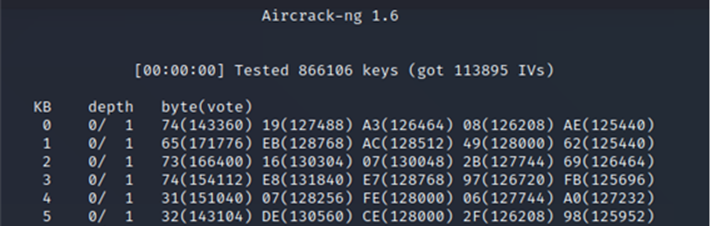 Aircrack-ng 1.6
[00:00:00] Tested 866106 keys (got 113895 IVs)
KB depth byte(vote)
0 0/ 1 74(143360) 19(127488) A3(126464) 08(126208) AE(125440)
1 0/ 1 65(171776) EB(128768) AC(128512) 49(128000) 62(125440)
2 0/ 1 73(166400) 16(130304) 07(130048) 2B(127744) 69(126464)
3 0/ 1 74(154112) E8(131840) E7(128768) 97(126720) FB(125696)
4 0/ 1 31(151040) 07(128256) FE(128000) 06(127744) A0(127232)
5 0/ 1 32(143104) DE(130560) CE(128000) 2F(126208) 98(125952)